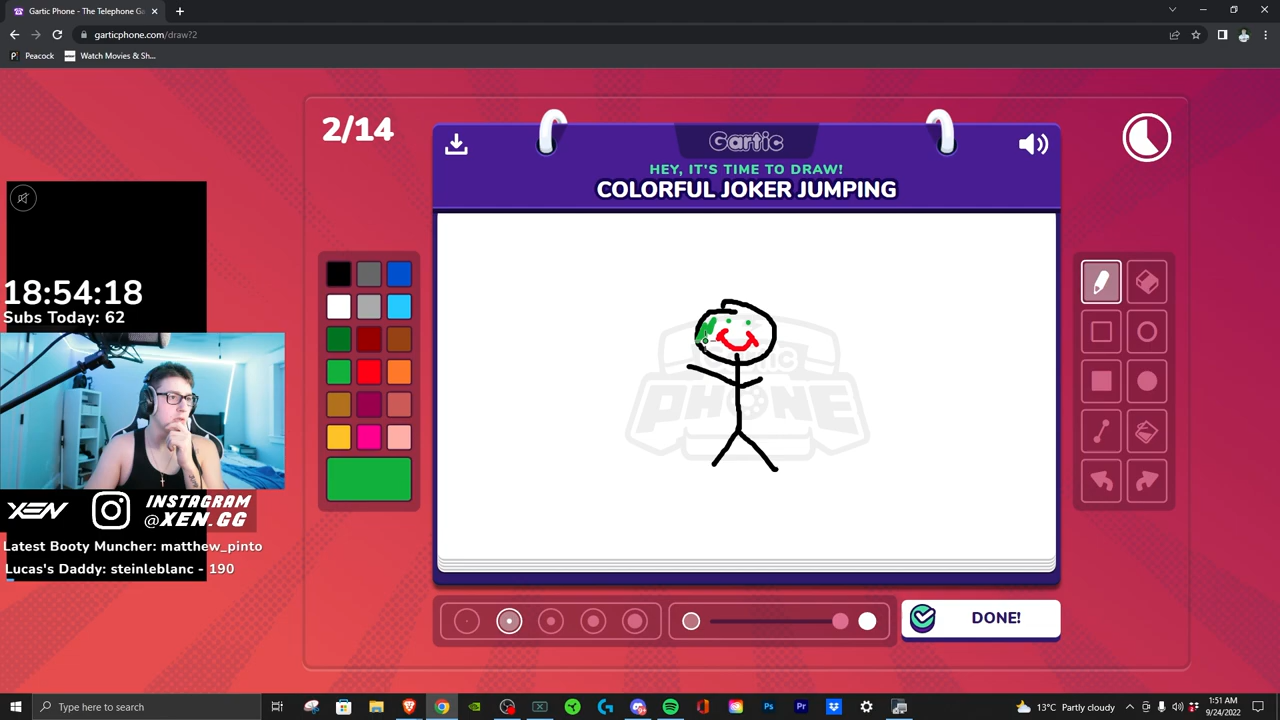 Gartic Phone - The Telephone Ga
garticphone.com/draw?2
Peacock
Watch Movies & Sh...
2/14
Gartic
HEY, IT'S TIME TO DRAW!
COLORFUL JOKER JUMPING
GARTIC
PHONE
18:54:18
Subs Today: 62
XEN
INSTAGRAM
@XEN.GG
Latest Booty Muncher: matthew_pinto
Lucas's Daddy: steinleblanc - 190
DONE!
Type here to search
13°C Partly cloudy
1:51 AM
9/24/2022